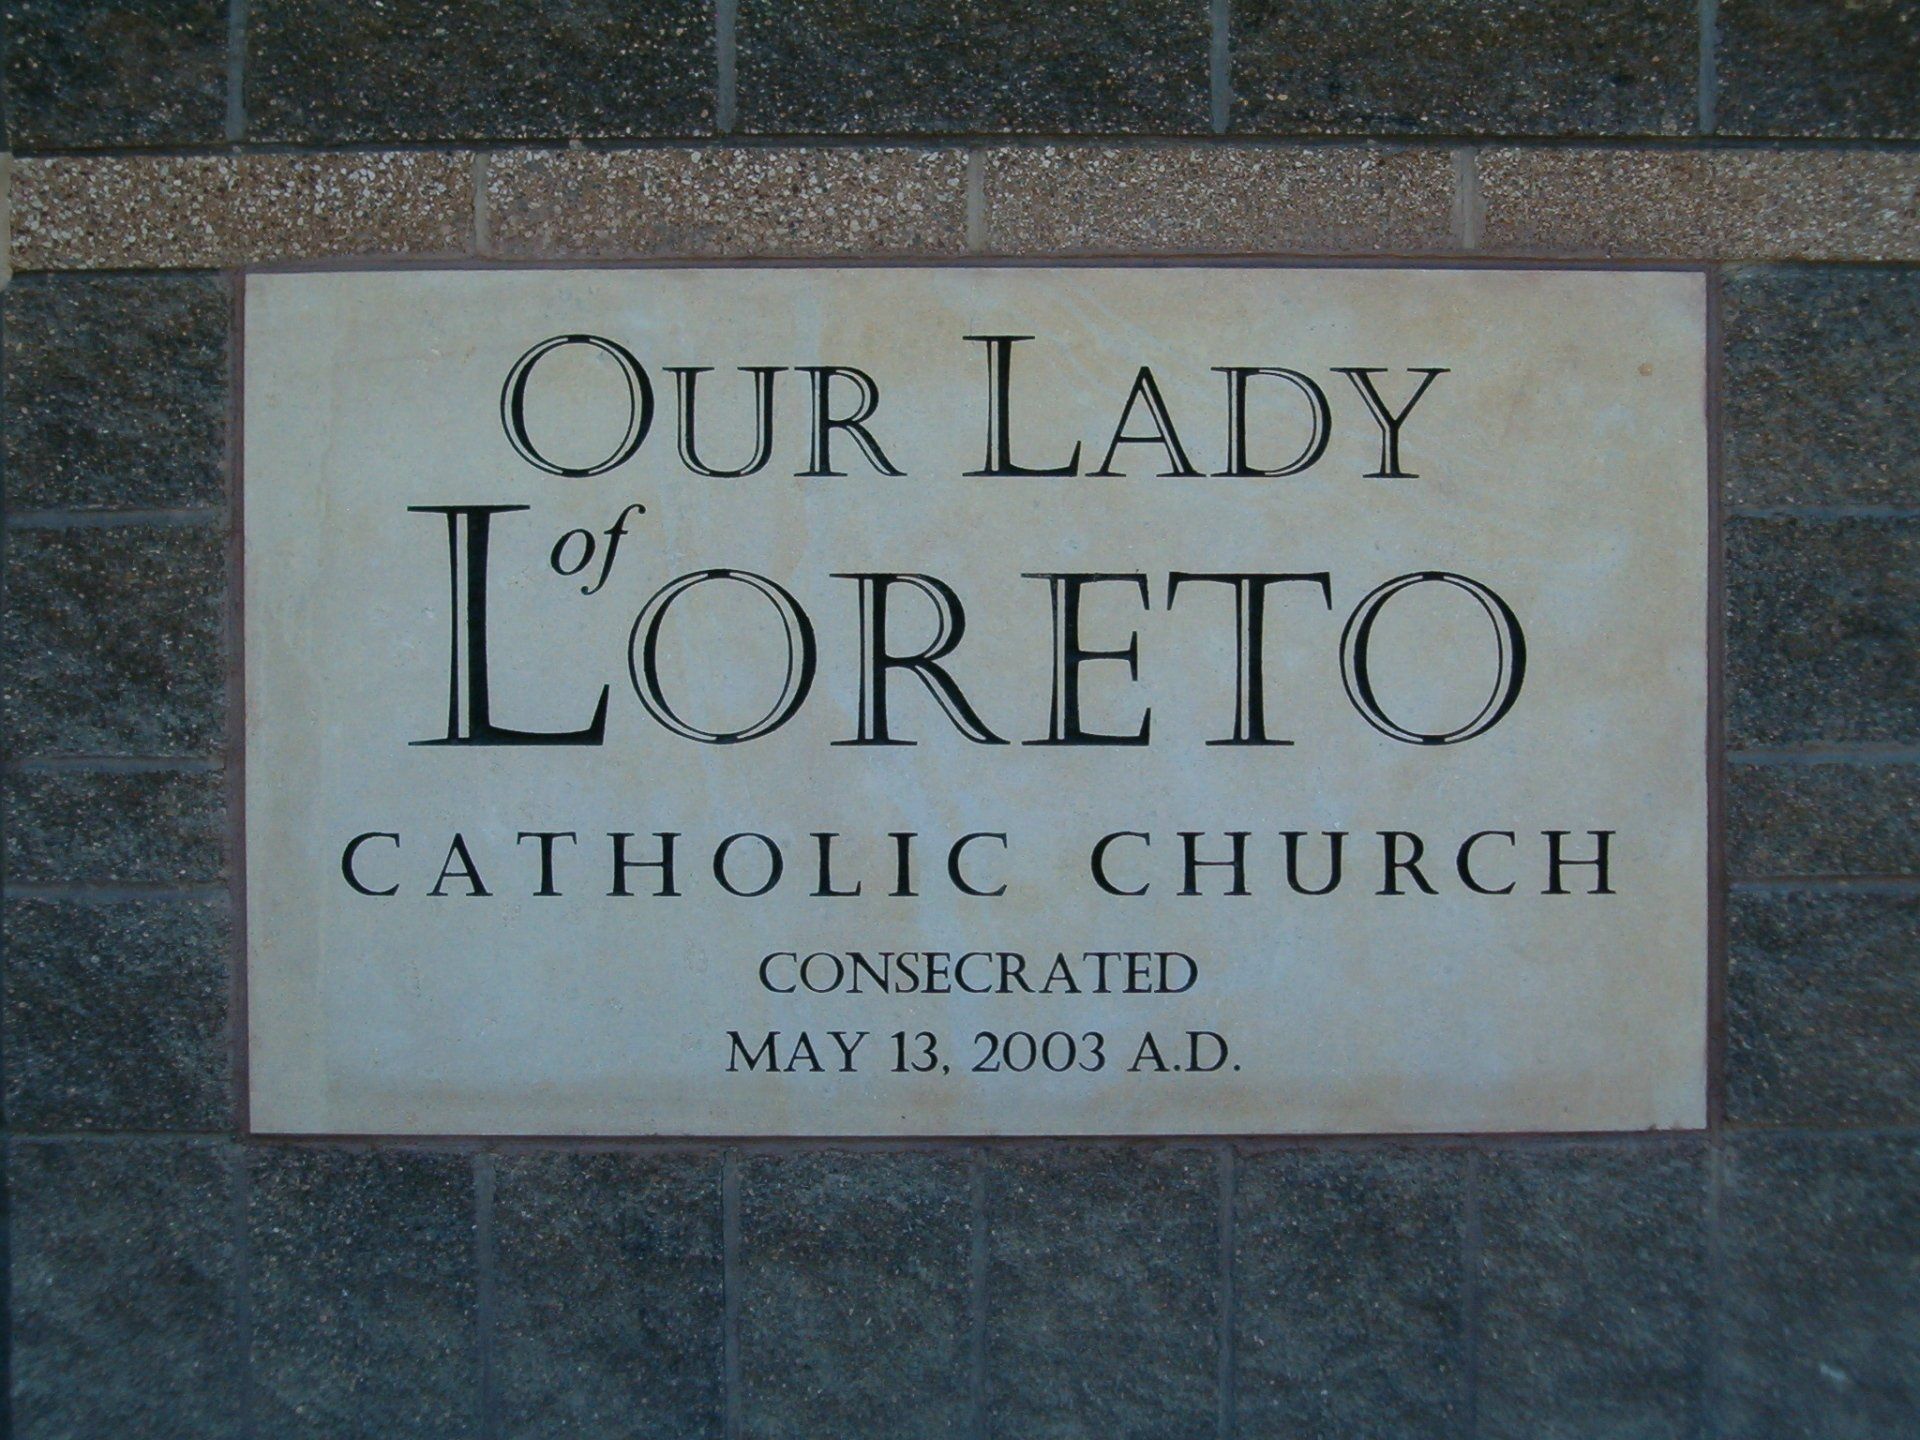 OUR LADY
of
LORETO
CATHOLIC CHURCH
CONSECRATED
MAY 13, 2003 A.D.